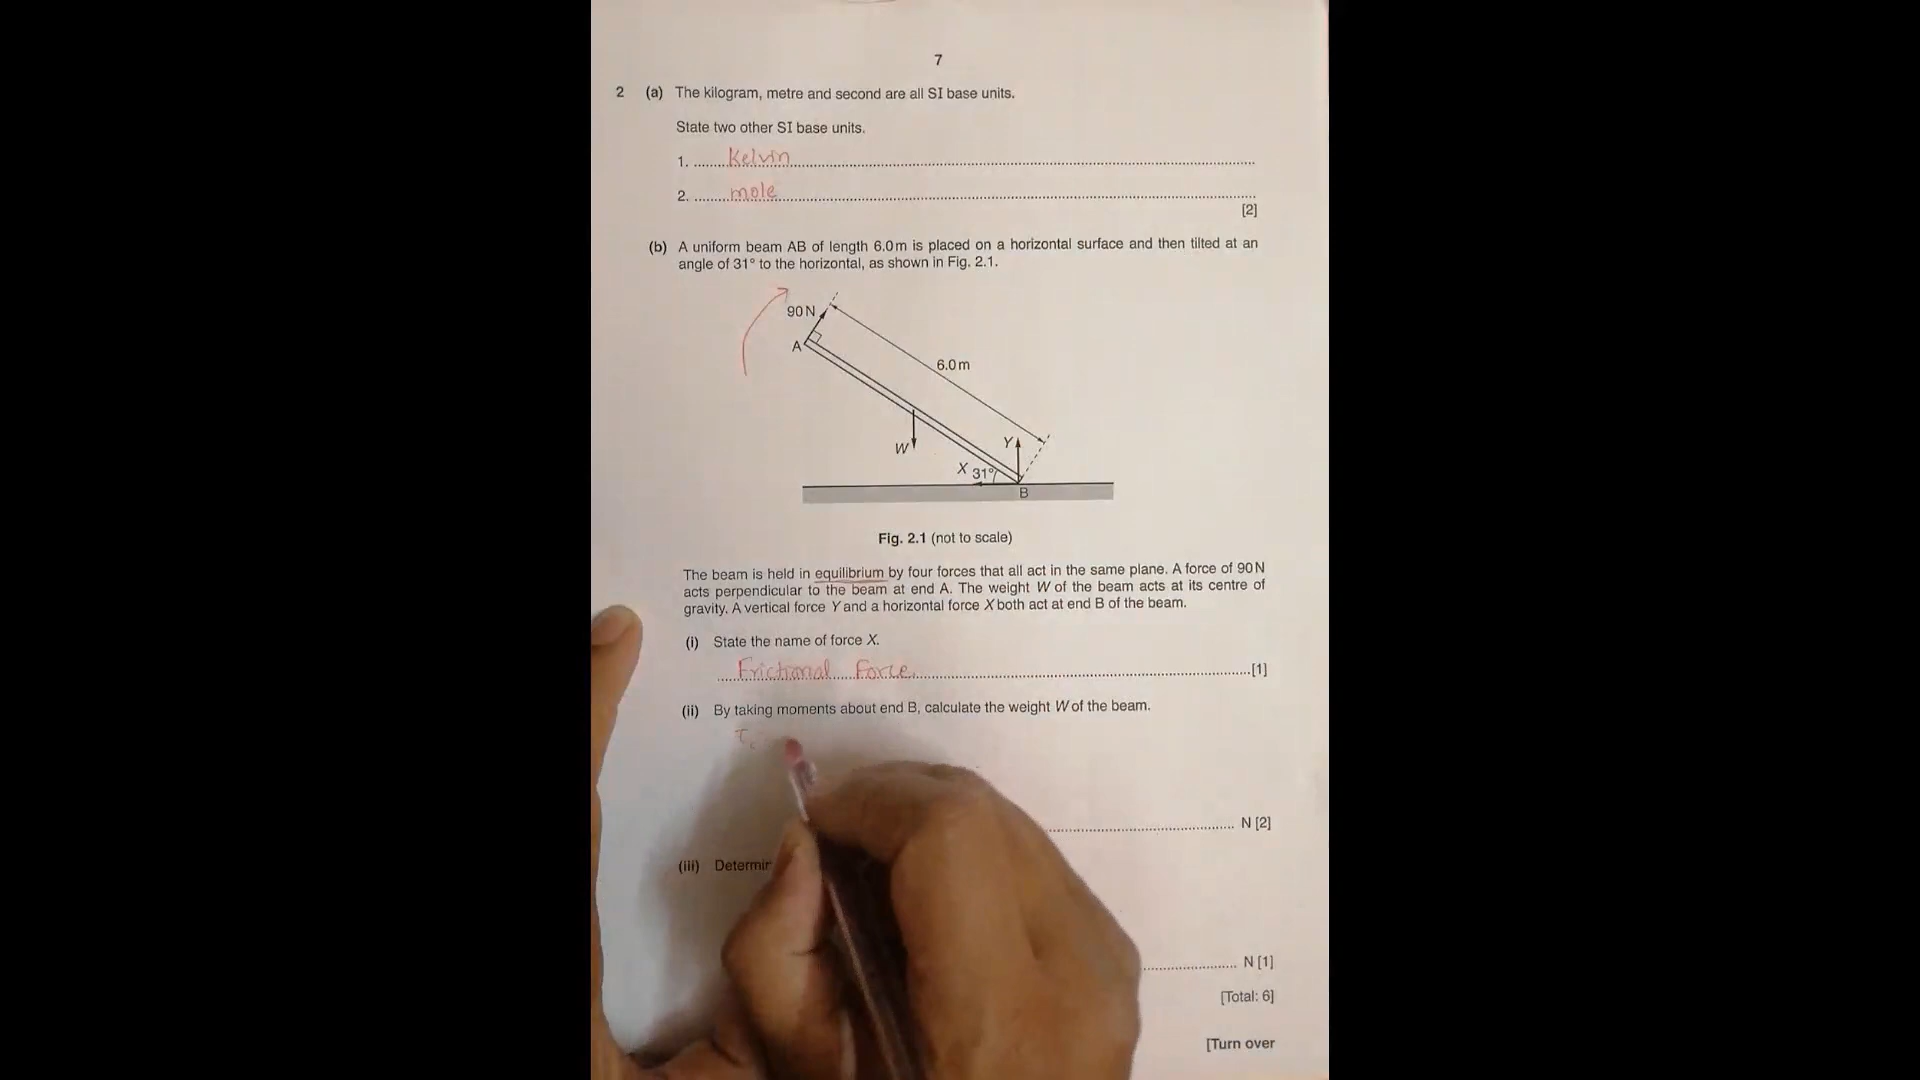 7
2 (a) The kilogram, metre and second are all SI base units.
State two other SI base units.
1. Kelvin
2. mole
[2]
(b) A uniform beam AB of length 6.0 m is placed on a horizontal surface and then tilted at an
angle of 31° to the horizontal, as shown in Fig. 2.1.
90 N
A
6.0 m
W
Y
X 31°
B
Fig. 2.1 (not to scale)
The beam is held in equilibrium by four forces that all act in the same plane. A force of 90 N
acts perpendicular to the beam at end A. The weight W of the beam acts at its centre of
gravity. A vertical force Y and a horizontal force X both act at end B of the beam.
(i) State the name of force X.
Frictional Force [1]
(ii) By taking moments about end B, calculate the weight W of the beam.
N [2]
(iii)
N [1]
[Total: 6]
[Turn over